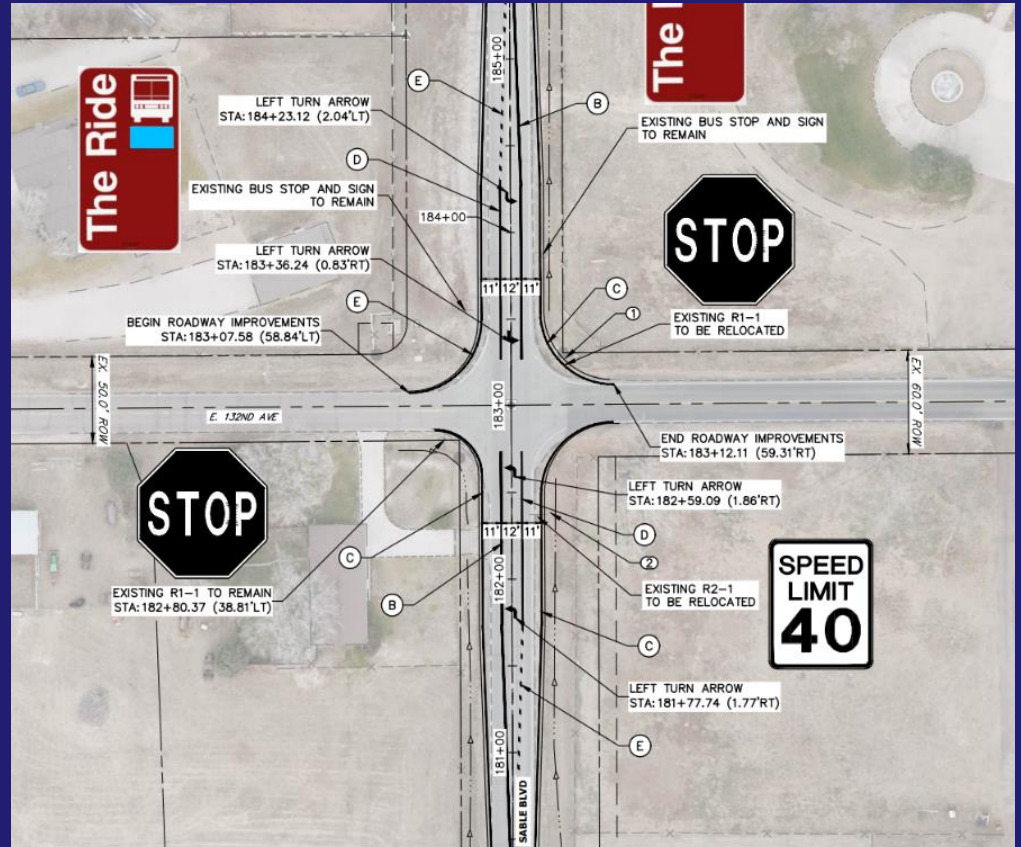 The Ride
The
185+00
E
B
LEFT TURN ARROW
STA:184+23.12 (2.04'LT)
EXISTING BUS STOP AND SIGN
TO REMAIN
D
EXISTING BUS STOP AND SIGN
TO REMAIN
184+00
STOP
LEFT TURN ARROW
STA:183+36.24 (0.83'RT)
11' 12' 11'
E
C
1
BEGIN ROADWAY IMPROVEMENTS
STA:183+07.58 (58.84'LT)
EXISTING R1-1
TO BE RELOCATED
EX. 50.0' ROW
EX. 60.0' ROW
183+00
E. 132ND AVE
END ROADWAY IMPROVEMENTS
STA:183+12.11 (59.31'RT)
STOP
LEFT TURN ARROW
STA:182+59.09 (1.86'RT)
11' 12' 11'
D
C
2
EXISTING R1-1 TO REMAIN
STA:182+80.37 (38.81'LT)
EXISTING R2-1
TO BE RELOCATED
182+00
B
SPEED
LIMIT
40
C
LEFT TURN ARROW
STA:181+77.74 (1.77'RT)
E
181+00
SABLE BLVD